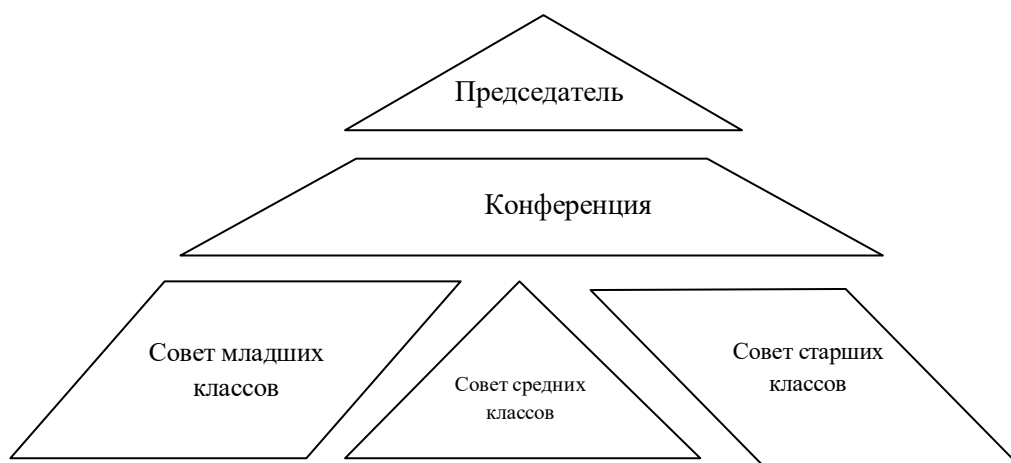 Председатель
Конференция
Совет младших
классов
Совет средних
классов
Совет старших
классов